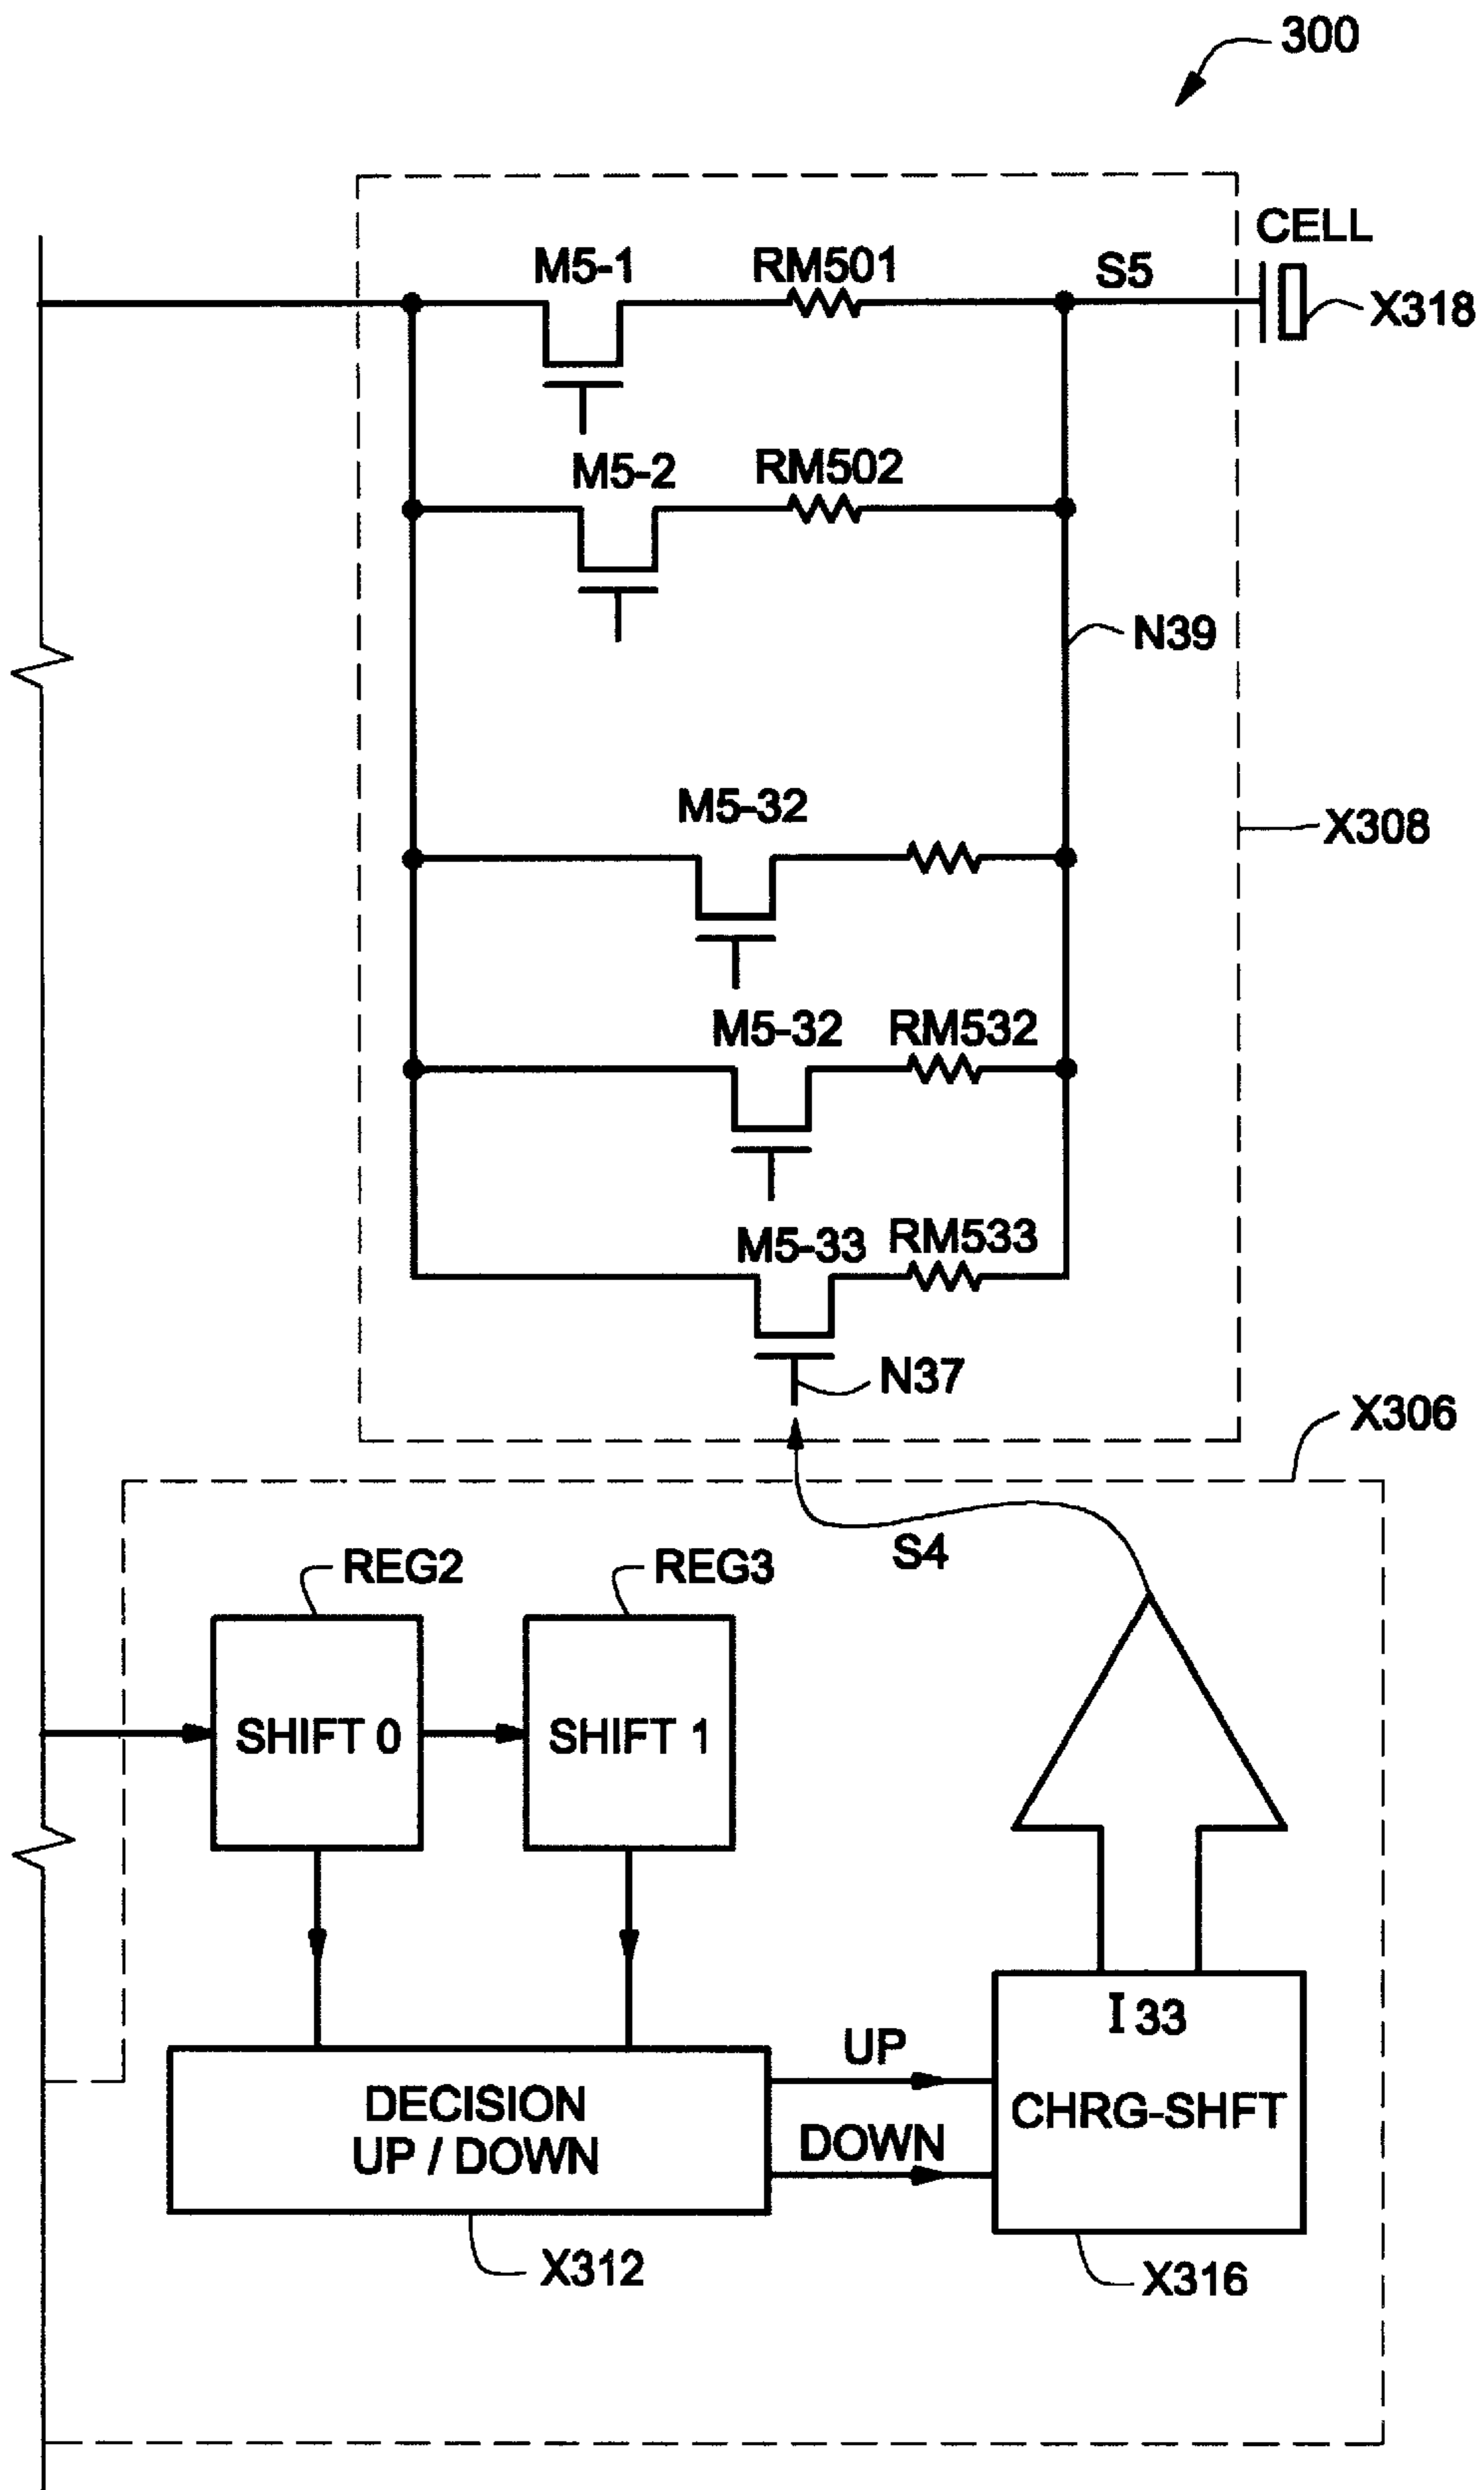 300
CELL
M5-1 RM501 S5
X318
M5-2 RM502
N39
M5-32
X308
M5-32 RM532
M5-33 RM533
N37
X306
S4
REG2 REG3
SHIFT 0 SHIFT 1
I 33
UP
CHRG-SHFT
DECISION
UP / DOWN
DOWN
X312
X316